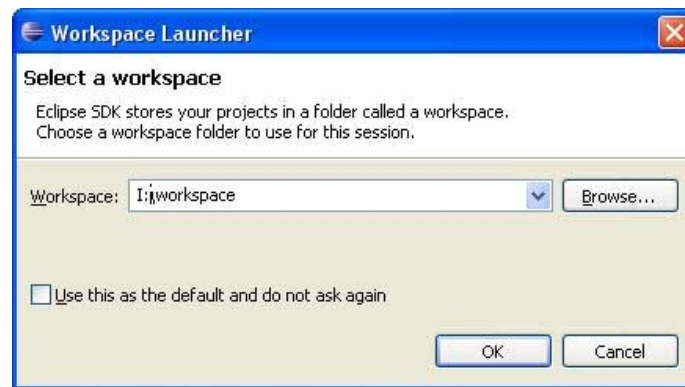 Workspace Launcher
Select a workspace
Eclipse SDK stores your projects in a folder called a workspace.
Choose a workspace folder to use for this session.
Workspace: I:\workspace Browse...
Use this as the default and do not ask again
OK Cancel